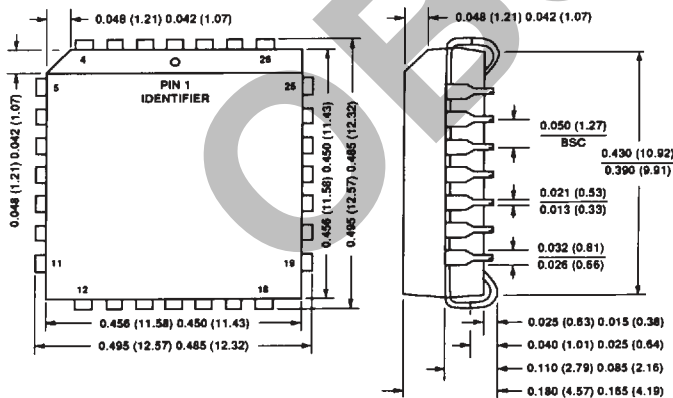 0.048 (1.21) 0.042 (1.07)
4
26
5
PIN 1
IDENTIFIER
25
0.048 (1.21) 0.042 (1.07)
11
19
12
18
0.456 (11.58) 0.450 (11.43)
0.495 (12.57) 0.485 (12.32)
0.456 (11.58) 0.450 (11.43)
0.495 (12.57) 0.485 (12.32)
0.048 (1.21) 0.042 (1.07)
0.050 (1.27)
BSC
0.430 (10.92)
0.390 (9.91)
0.021 (0.53)
0.013 (0.33)
0.032 (0.81)
0.026 (0.66)
0.025 (0.63) 0.015 (0.38)
0.040 (1.01) 0.025 (0.64)
0.110 (2.79) 0.085 (2.16)
0.180 (4.57) 0.165 (4.19)